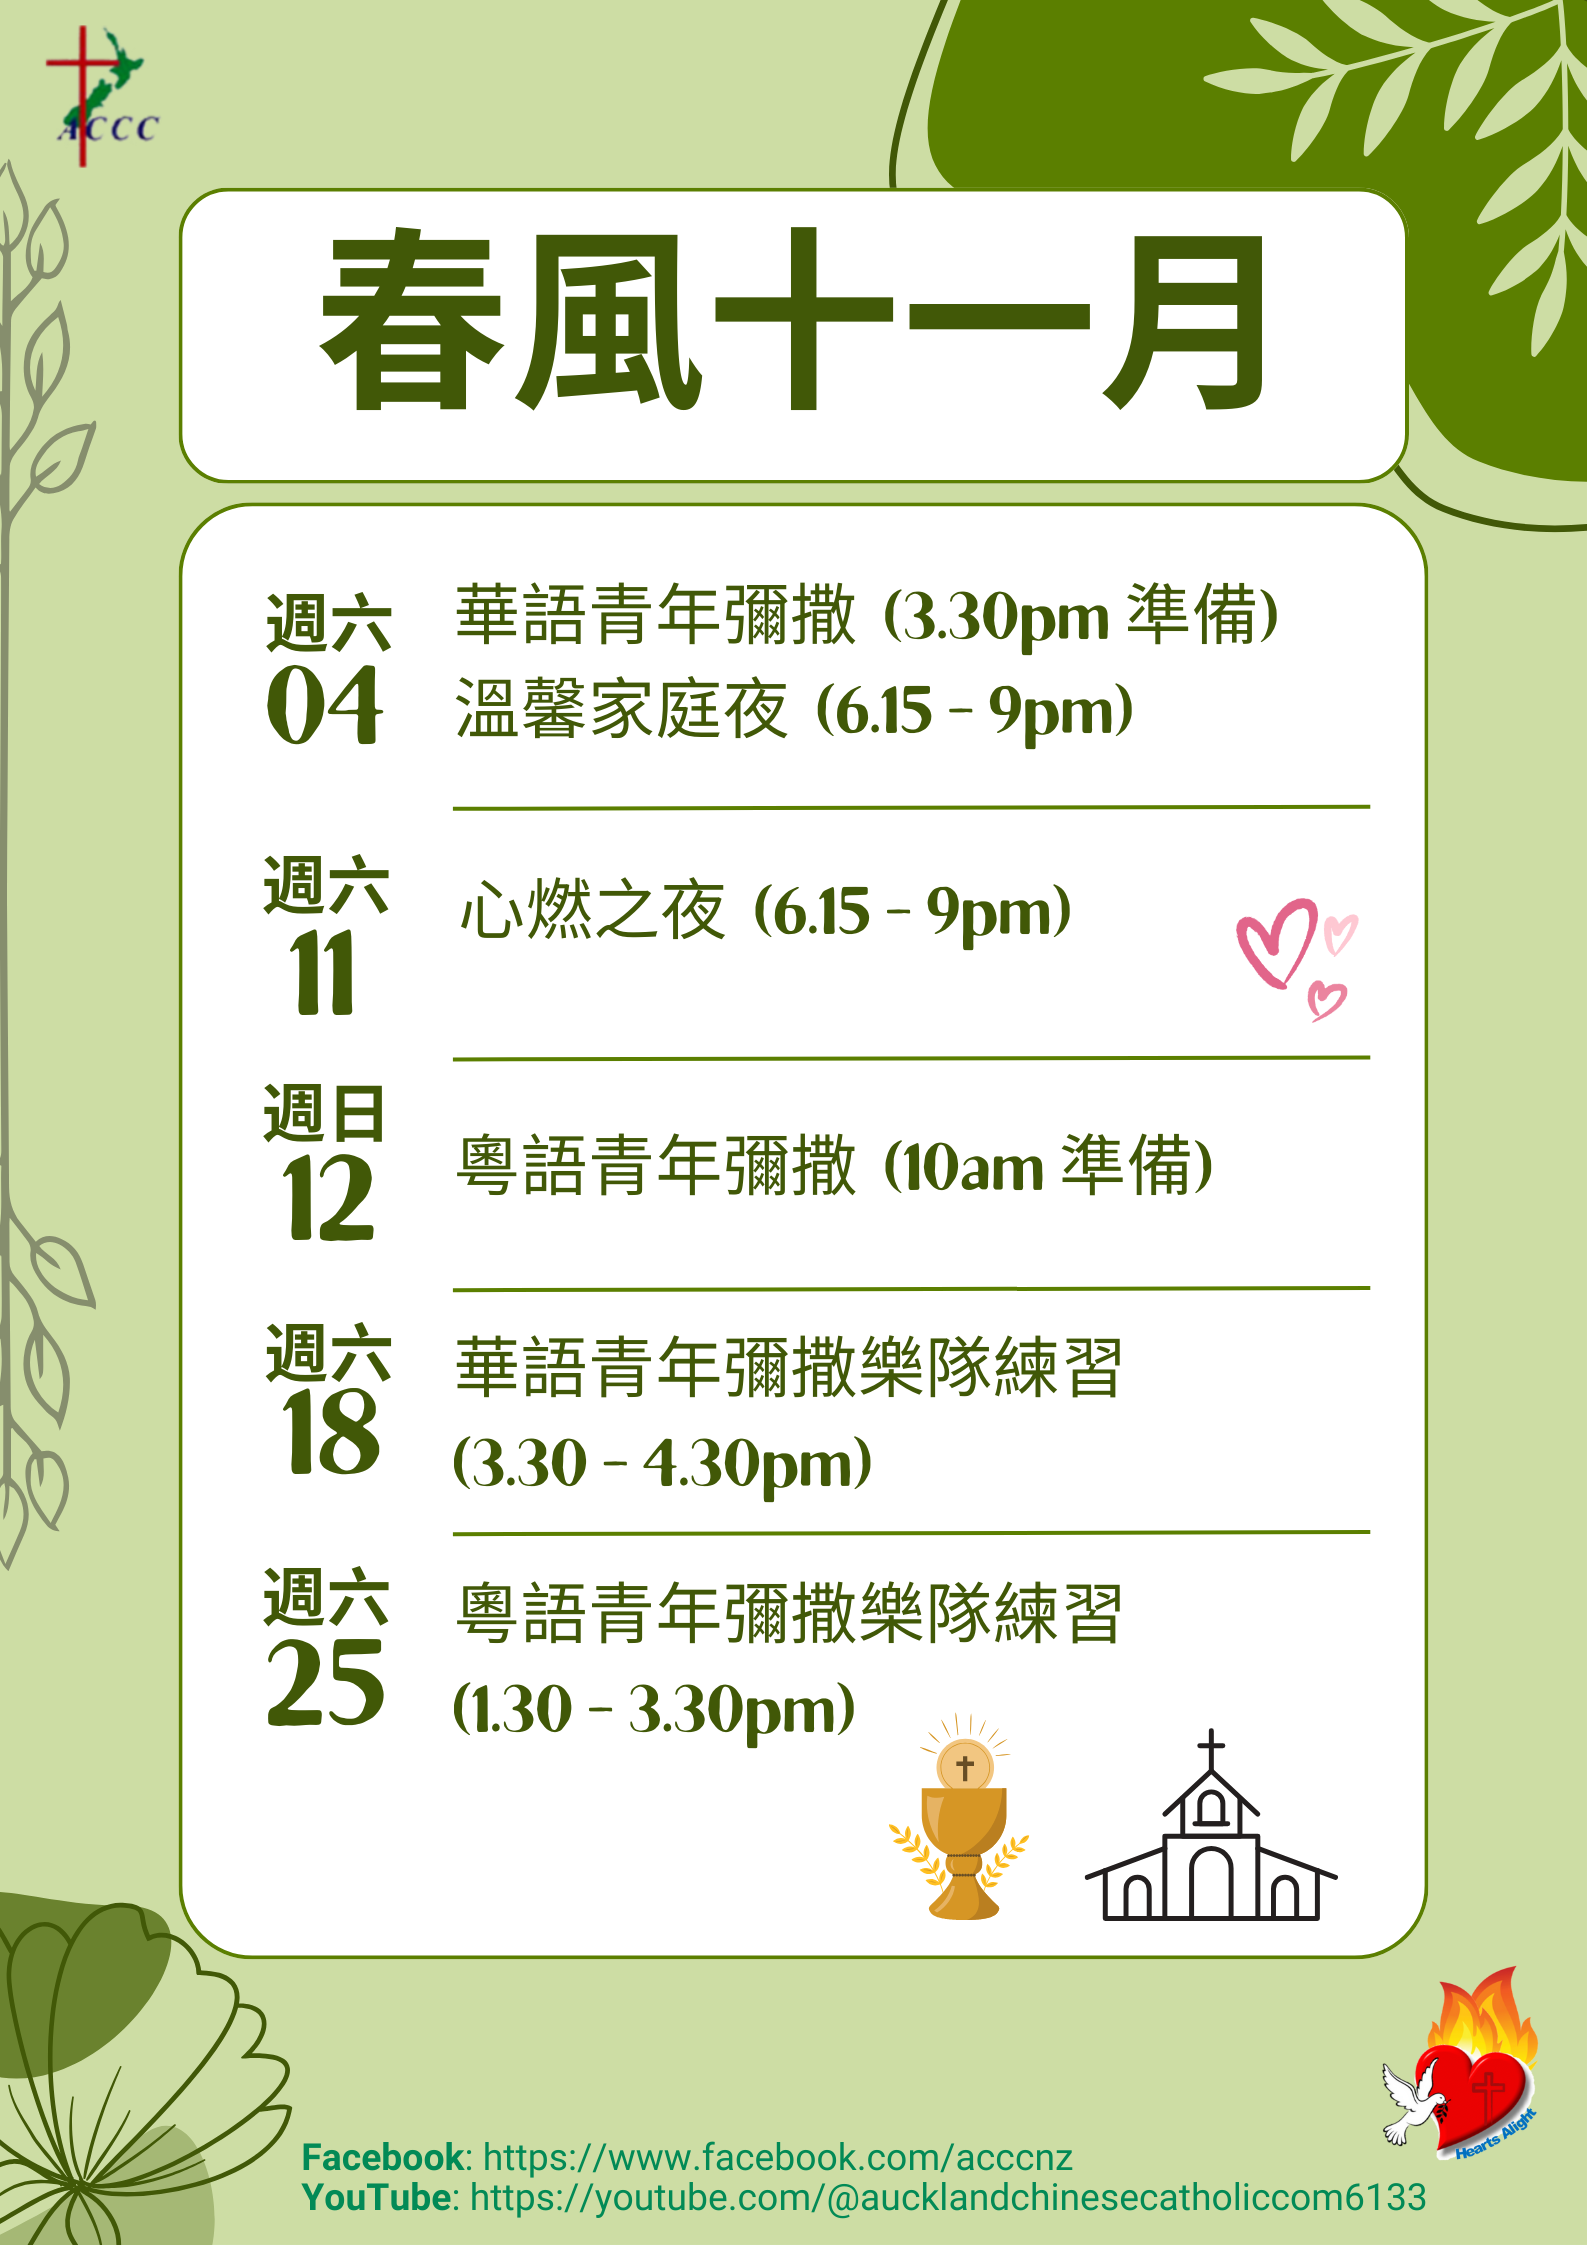 ACCC
春風十一月
週六
04
華語青年彌撒 (3.30pm 準備)
溫馨家庭夜 (6.15 - 9pm)
週六
11
心燃之夜 (6.15 - 9pm)
週日
12
粵語青年彌撒 (10am 準備)
週六
18
華語青年彌撒樂隊練習
(3.30 - 4.30pm)
週六
25
粵語青年彌撒樂隊練習
(1.30 - 3.30pm)
Hearts Alight
Facebook: https://www.facebook.com/acccnz
YouTube: https://youtube.com/@aucklandchinesecatholiccom6133